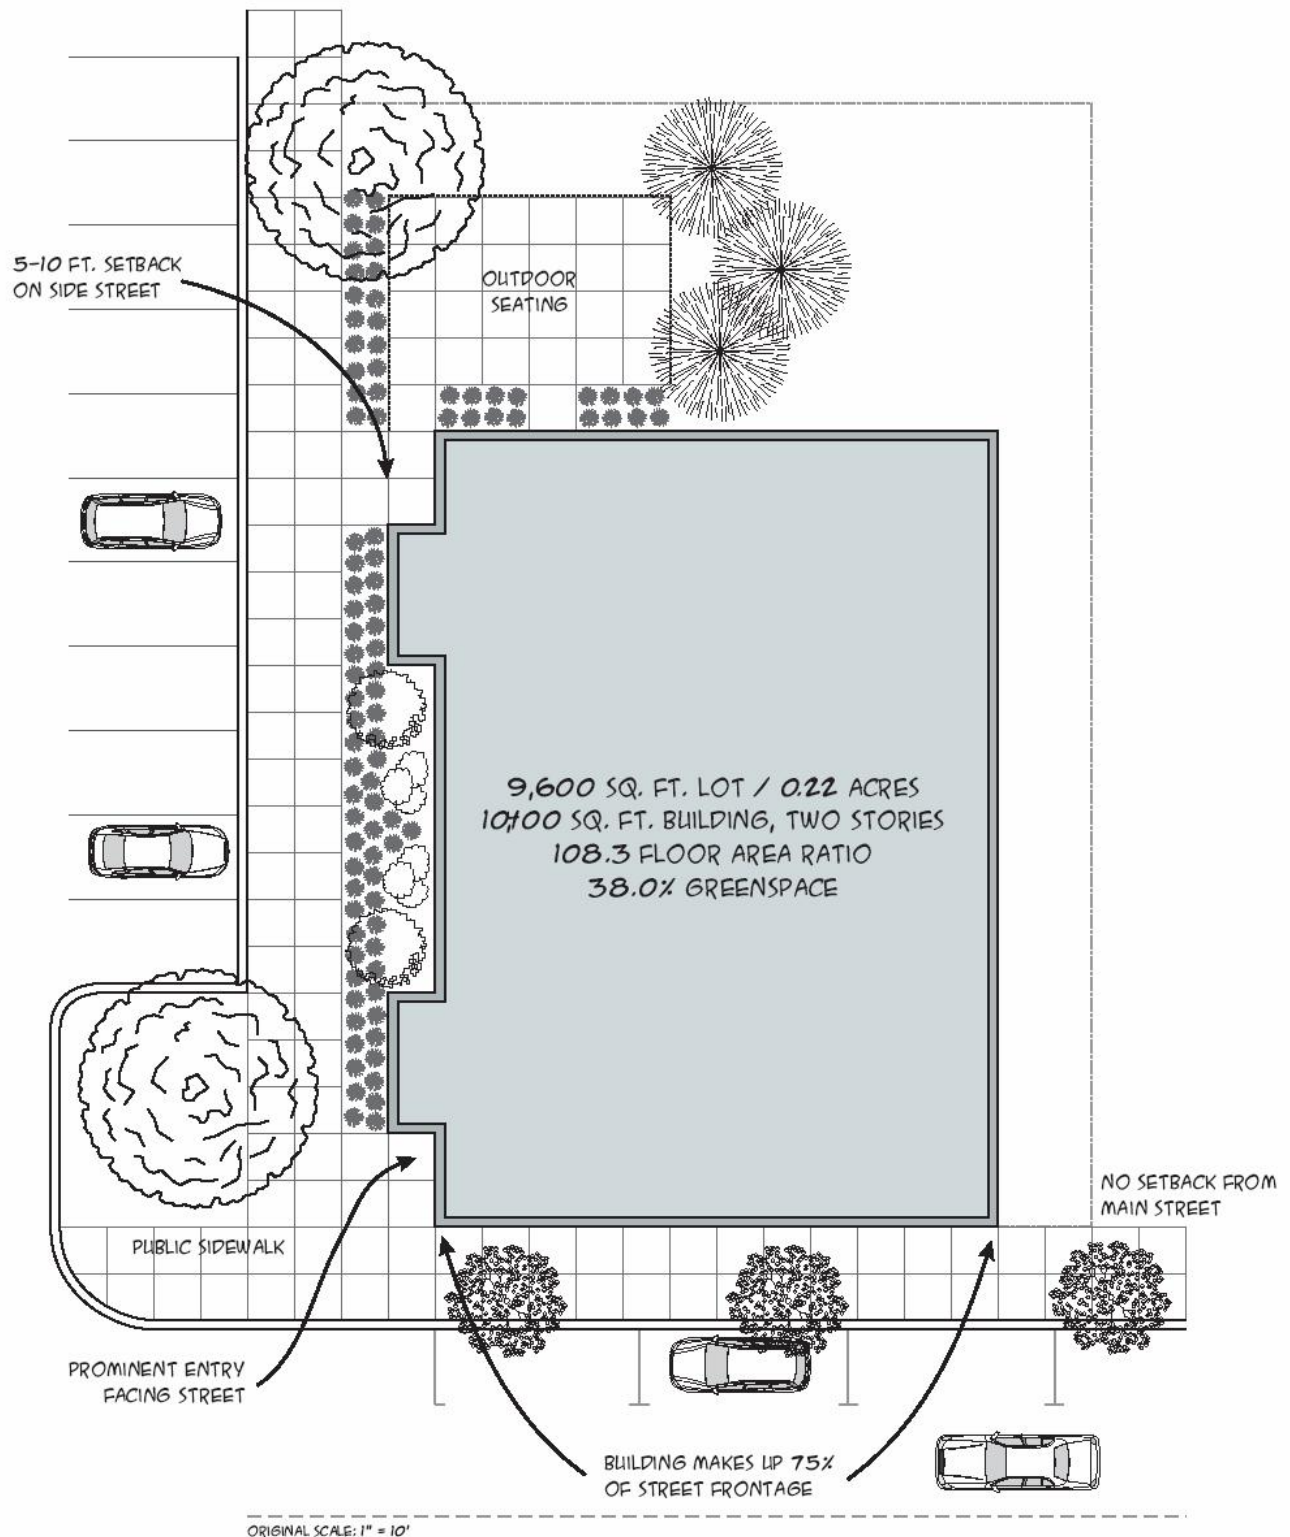 5-10 FT. SETBACK
ON SIDE STREET
OUTDOOR
SEATING
9,600 SQ. FT. LOT / 0.22 ACRES
SQ. FT. BUILDING, TWO STORIES
108.3 FLOOR AREA RATIO
38.0% GREENSPACE
NO SETBACK FROM
MAIN STREET
PUBLIC SIDEWALK
PROMINENT ENTRY
FACING STREET
BUILDING MAKES UP 75%
OF STREET FRONTAGE
ORIGINAL SCALE: 1" = 10'